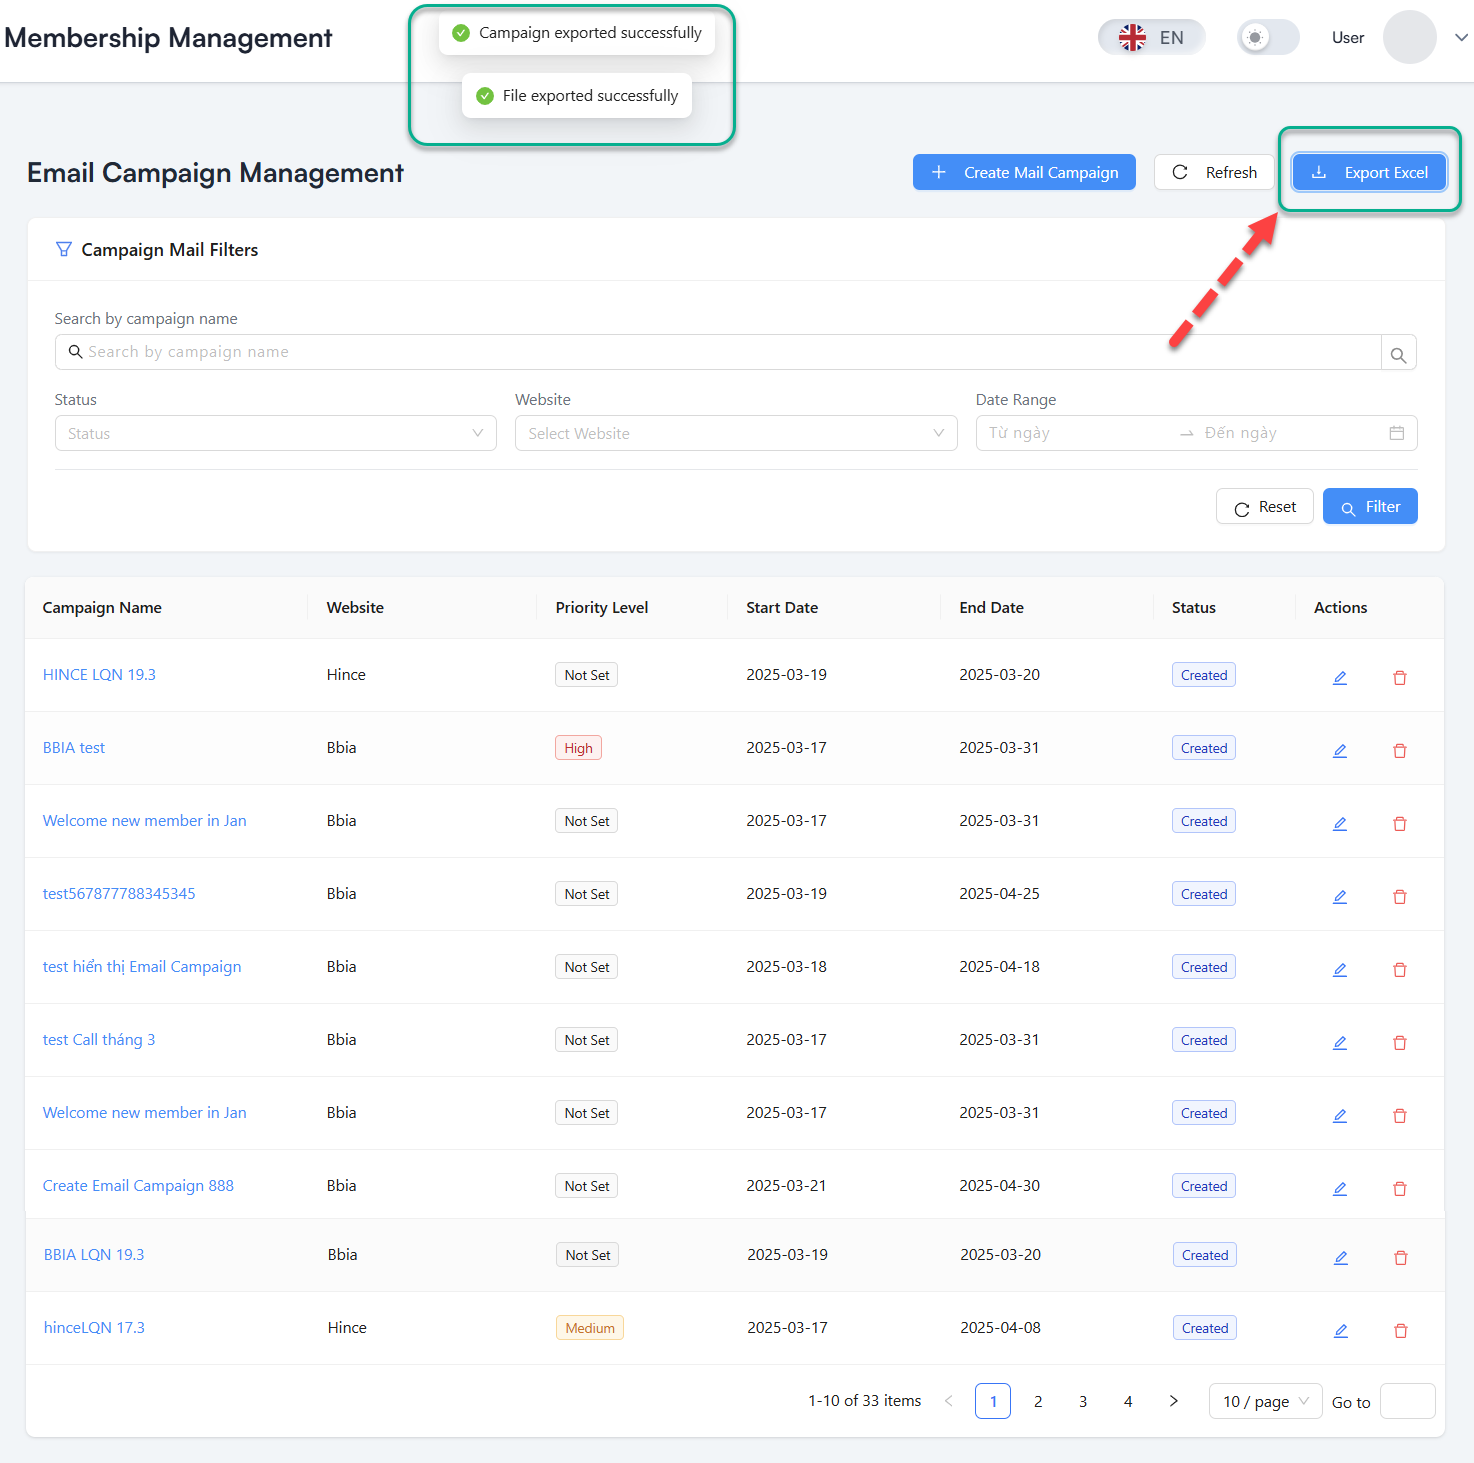 Membership Management
Campaign exported successfully
File exported successfully
EN
User
Email Campaign Management
Create Mail Campaign
Refresh
Export Excel
Campaign Mail Filters
Search by campaign name
Search by campaign name
Status Website Date Range
Status Select Website Từ ngày Đến ngày
Reset Filter
Campaign Name Website Priority Level Start Date End Date Status Actions
HINCE LQN 19.3 Hince Not Set 2025-03-19 2025-03-20 Created
BBIA test Bbia High 2025-03-17 2025-03-31 Created
Welcome new member in Jan Bbia Not Set 2025-03-17 2025-03-31 Created
test567877788345345 Bbia Not Set 2025-03-19 2025-04-25 Created
test hiển thị Email Campaign Bbia Not Set 2025-03-18 2025-04-18 Created
test Call tháng 3 Bbia Not Set 2025-03-17 2025-03-31 Created
Welcome new member in Jan Bbia Not Set 2025-03-17 2025-03-31 Created
Create Email Campaign 888 Bbia Not Set 2025-03-21 2025-04-30 Created
BBIA LQN 19.3 Bbia Not Set 2025-03-19 2025-03-20 Created
hinceLQN 17.3 Hince Medium 2025-03-17 2025-04-08 Created
1-10 of 33 items 1 2 3 4 10 / page Go to